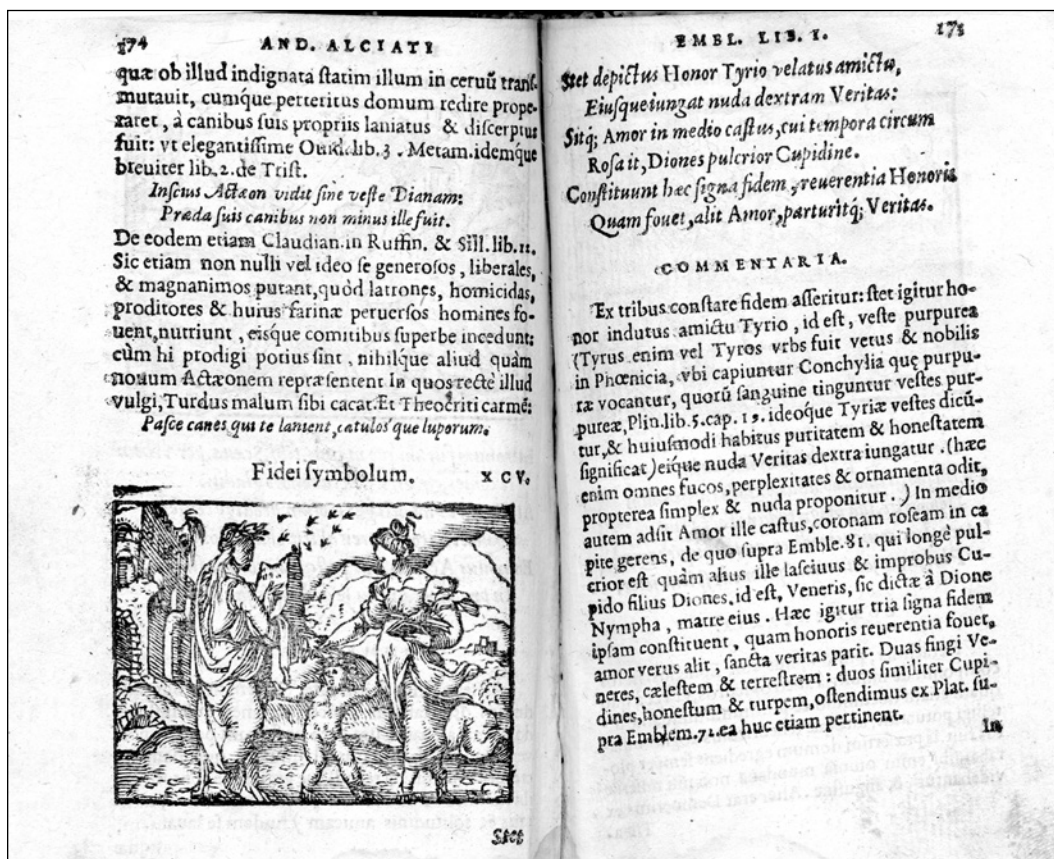 174 AND. ALCIATI
quæ ob illud indignata ſtatim illum in ceruũ tranſ-
mutauit, cumq́ue perteritus domum redire prope-
raret, à canibus ſuis propriis laniatus & diſcerptus
fuit: vt elegantiſſime Ouid. lib. 3. Metam. idemq́ue
breuiter lib. 2. de Triſt.
Inſcius Actæon vidit ſine veſte Dianam:
Præda ſuis canibus non minus ille fuit.
De eodem etiam Claudian. in Ruffin. & Sill. lib. 11.
Sic etiam non nulli vel ideo ſe generoſos, liberales,
& magnanimos putant, quòd latrones, homicidas,
proditores & huius farinæ peruerſos homines fo-
uent, nutriunt, eisque comitibus ſuperbe incedunt:
cùm hi prodigi potius ſint, nihilq́ue aliud quàm
nouum Actæonem repræſentent In quos rectè illud
vulgi, Turdus malum ſibi cacat. Et Theocriti carmẽ:
Paſce canes, qui te lanient, catulosque luporum.
Fidei ſymbolum. XCV.
Stet
EMBL. LIB. I. 175
Stet depictus Honor Tyrio velatus amictu,
Eiuſque iungat nuda dextram Veritas:
Sitq; Amor in medio caſtus, cui tempora circum
Roſa it, Diones pulcrior Cupidine.
Conſtituunt hæc ſigna fidem, reuerentia Honoris
Quam fouet, alit Amor, parturitq; Veritas.
COMMENTARIA.
Ex tribus conſtare fidem aſſeritur: ſtet igitur ho-
nor indutus amictu Tyrio, id eſt, veſte purpurea
(Tyrus enim vel Tyros vrbs fuit vetus & nobilis
in Phœnicia, vbi capiuntur Conchylia quę purpu-
ræ vocantur, quorũ ſanguine tinguntur veſtes pur-
pureæ, Plin. lib. 5. cap. 19. ideoque Tyriæ veſtes dicũ-
tur, & huiuſmodi habitus puritatem & honeſtatem
ſignificat) eiq́ue nuda Veritas dextra iungatur. (hæc
enim omnes fucos, perplexitates & ornamenta odit,
propterea ſimplex & nuda proponitur.) In medio
autem adſit Amor ille caſtus, coronam roſeam in ca
pite gerens, de quo ſupra Emble. 81. qui longè pul-
crior eſt quàm alius ille laſciuus & improbus Cu-
pido filius Diones, id eſt, Veneris, ſic dictæ à Dione
Nympha, matre eius. Hæc igitur tria ſigna fidem
ipſam conſtituent, quam honoris reuerentia fouet,
amor verus alit, ſancta veritas parit. Duas fingi Ve-
neres, cæleſtem & terreſtrem: duos ſimiliter Cupi-
dines, honeſtum & turpem, oſtendimus ex Plat. ſu-
pra Emblem. 71. ea huc etiam pertinent.
In